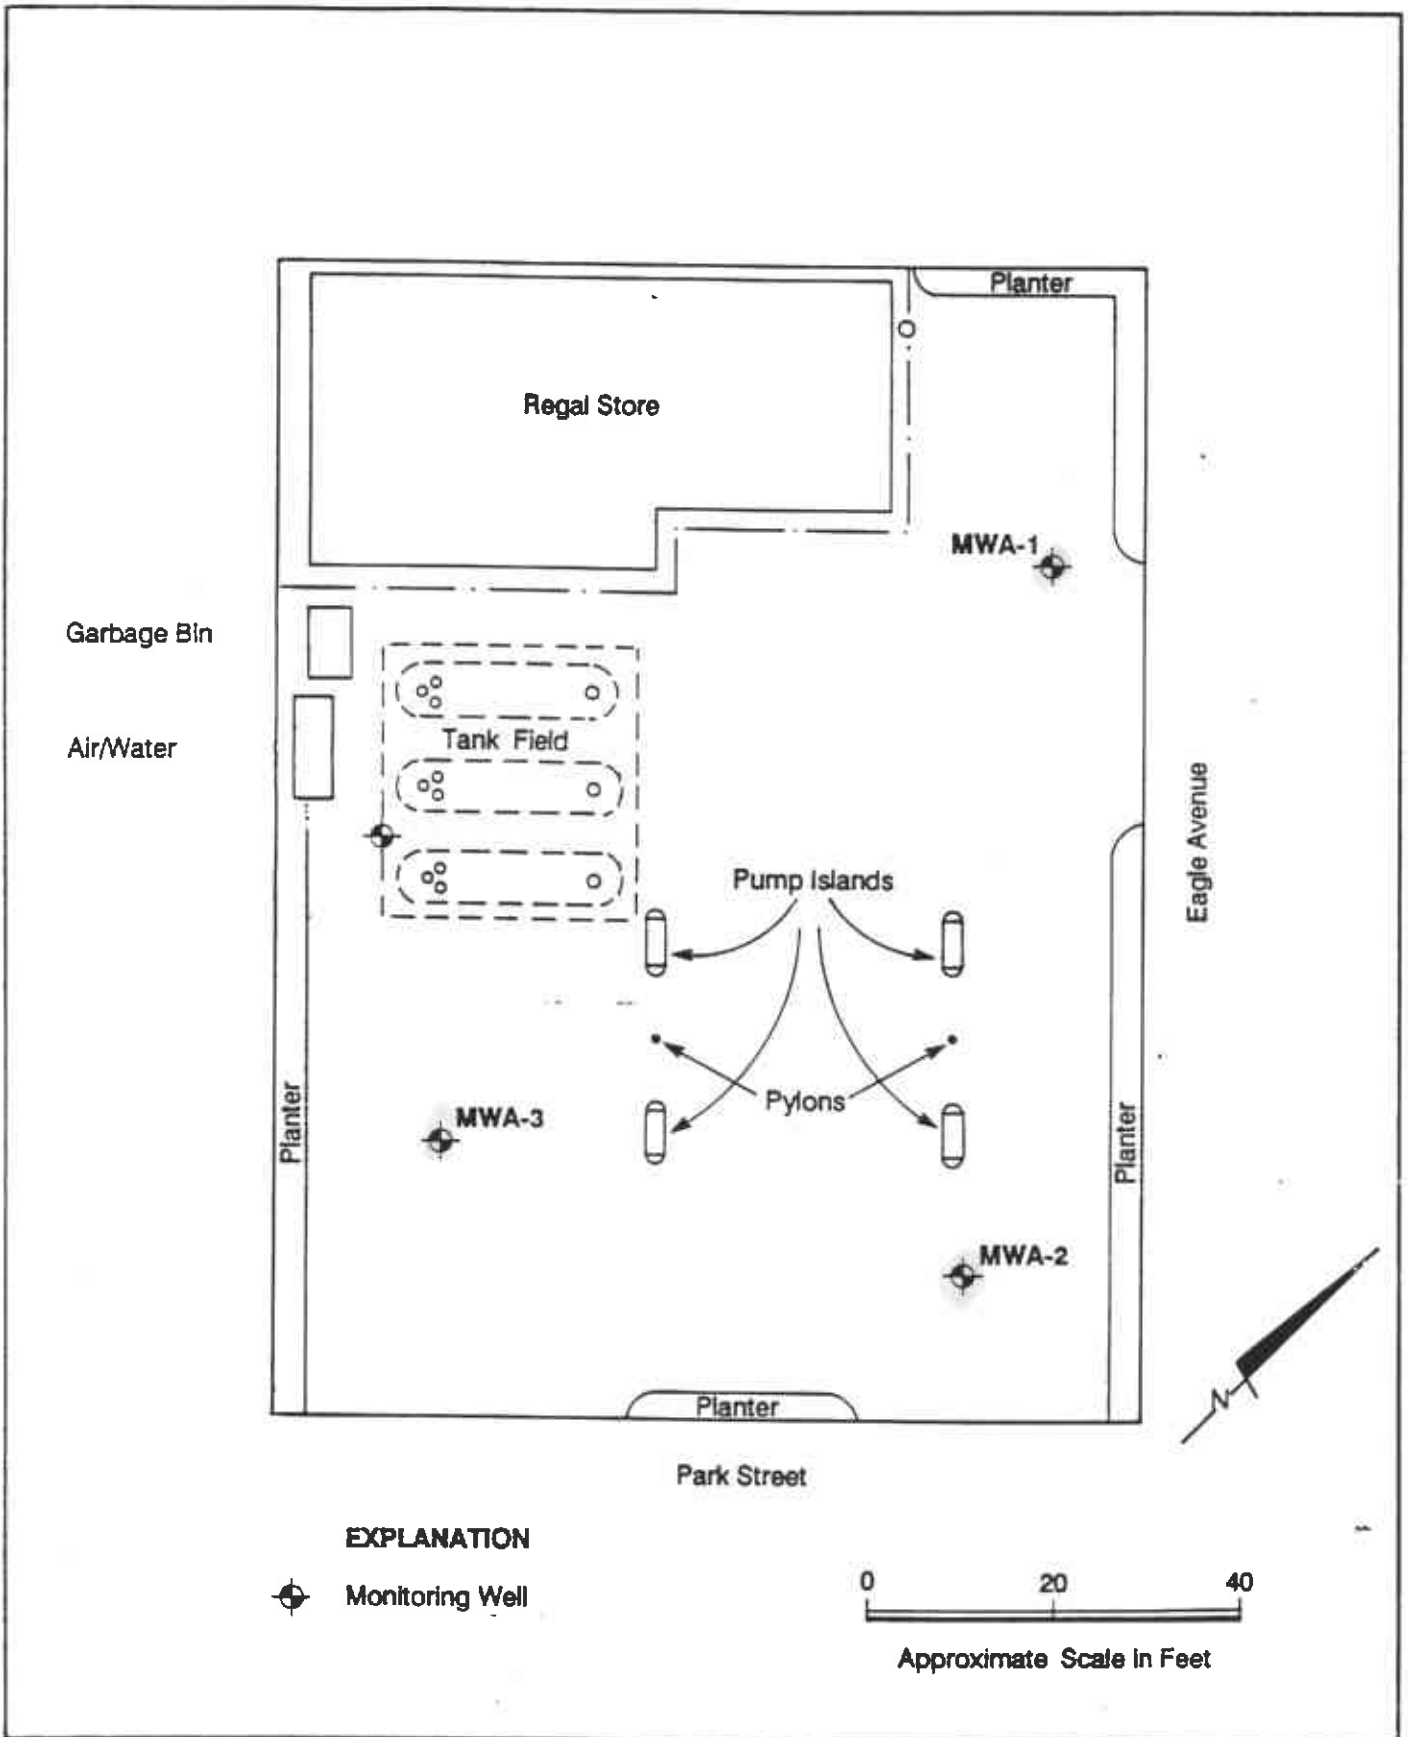 Planter
Regal Store
MWA-1
Garbage Bin
Tank Field
Air/Water
Eagle Avenue
Pump Islands
Pylons
Planter
MWA-3
Planter
MWA-2
N
Planter
Park Street
EXPLANATION
Monitoring Well
0 20 40
Approximate Scale in Feet